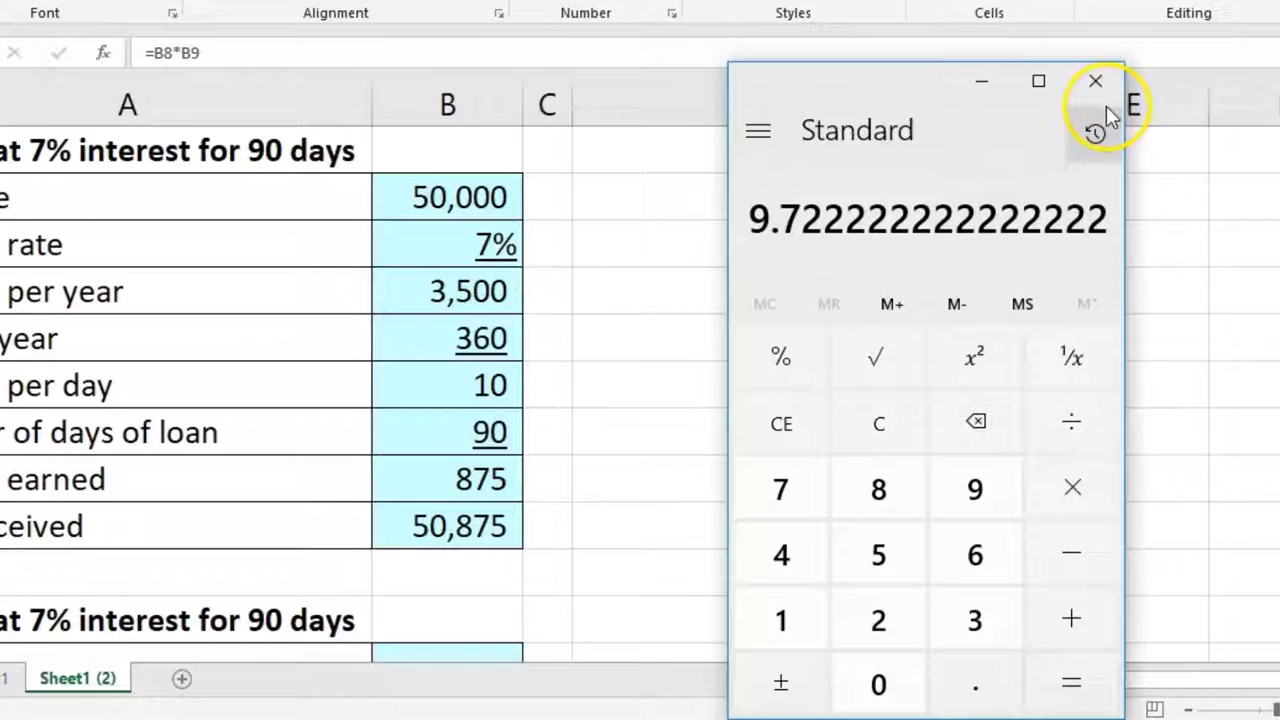 Font Alignment Number Styles Cells Editing
fx =B8*B9
A B C E
at 7% interest for 90 days
e 50,000
rate 7%
per year 3,500
year 360
per day 10
r of days of loan 90
earned 875
ceived 50,875
at 7% interest for 90 days
1 Sheet1 (2)
Standard
9.722222222222222
MC MR M+ M- MS M˅
% √ x² ¹/x
CE C ÷
7 8 9 ×
4 5 6 −
1 2 3 +
± 0 . =